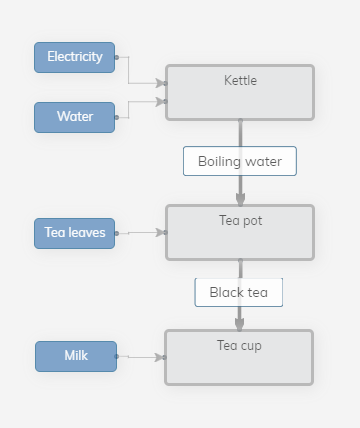 Electricity
Kettle
Water
Boiling water
Tea pot
Tea leaves
Black tea
Tea cup
Milk